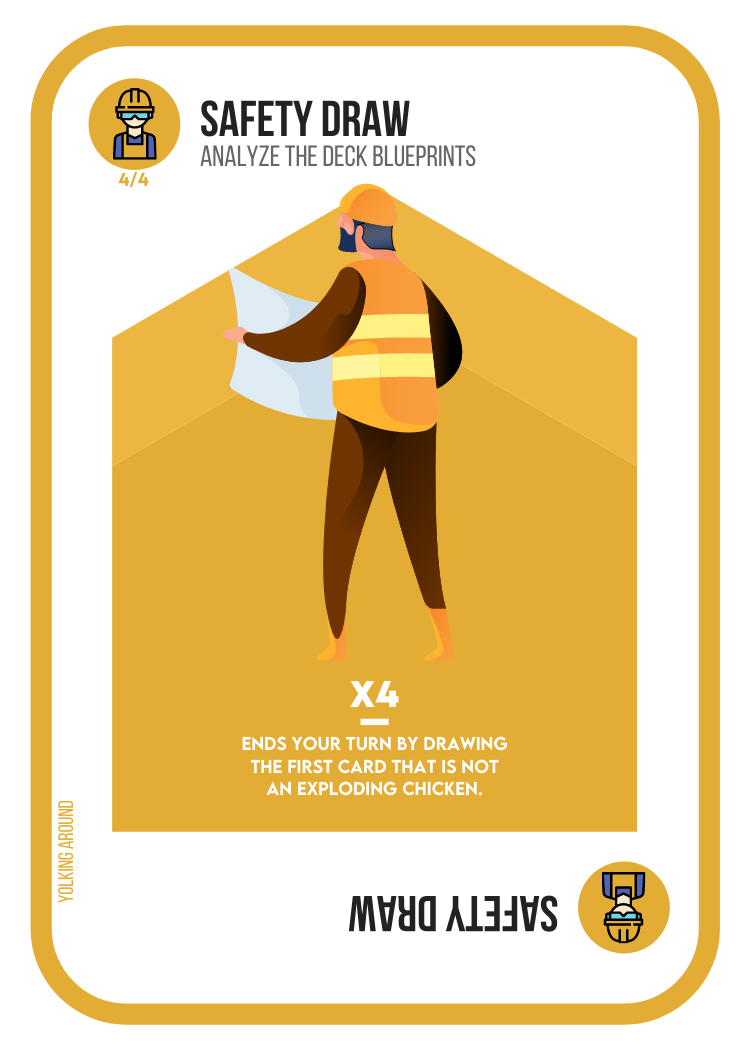 SAFETY DRAW
ANALYZE THE DECK BLUEPRINTS
4/4
X4
ENDS YOUR TURN BY DRAWING
THE FIRST CARD THAT IS NOT
AN EXPLODING CHICKEN.
YOLKING AROUND
SAFETY DRAW